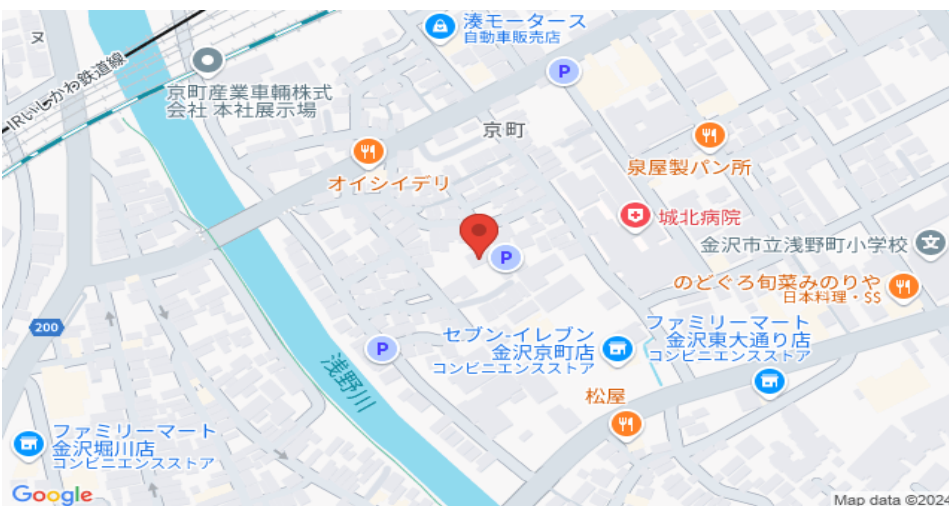 湊モータース
自動車販売店
ヌ
IRいしかわ鉄道線
京町産業車輛株式
会社 本社展示場
P
京町
泉屋製パン所
オイシイデリ
城北病院
金沢市立浅野町小学校
文
P
のどぐろ旬菜みのりや
日本料理・SS
200
セブン-イレブン
金沢京町店
コンビニエンスストア
ファミリーマート
金沢東大通り店
コンビニエンスストア
P
浅野川
松屋
ファミリーマート
金沢堀川店
コンビニエンスストア
Google
Map data ©2024